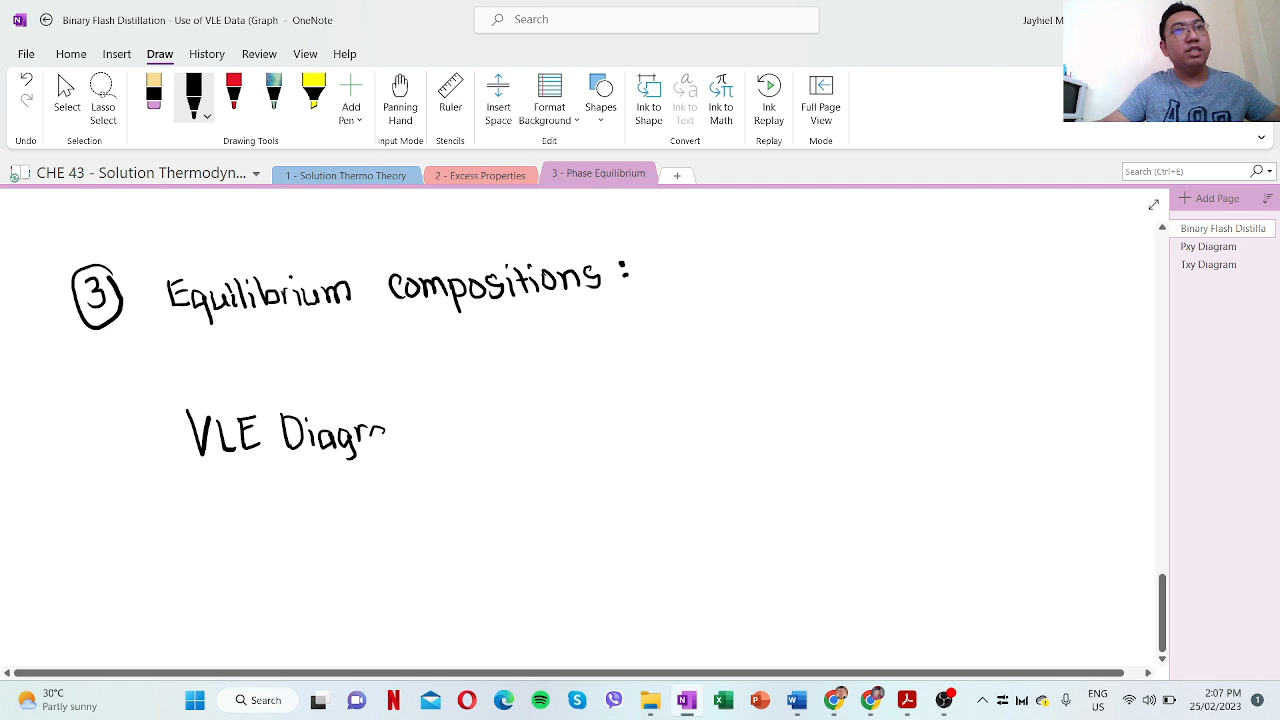 Binary Flash Distillation - Use of VLE Data (Graph - OneNote
Search
Jayhiel M
File Home Insert Draw History Review View Help
Undo
Select
Lasso Select
Add Pen
Panning Hand
Ruler
Insert Space
Format Background
Shapes
Ink to Shape
Ink to Text
Ink to Math
Ink Replay
Full Page View
Undo Selection Drawing Tools Input Mode Stencils Edit Convert Replay Mode
CHE 43 - Solution Thermodyn...
1 - Solution Thermo Theory
2 - Excess Properties
3 - Phase Equilibrium
Search (Ctrl+E)
Add Page
Binary Flash Distilla
Pxy Diagram
Txy Diagram
3 Equilibrium compositions :
VLE Diagr
30°C
Partly sunny
Search
ENG
US
2:07 PM
25/02/2023
1